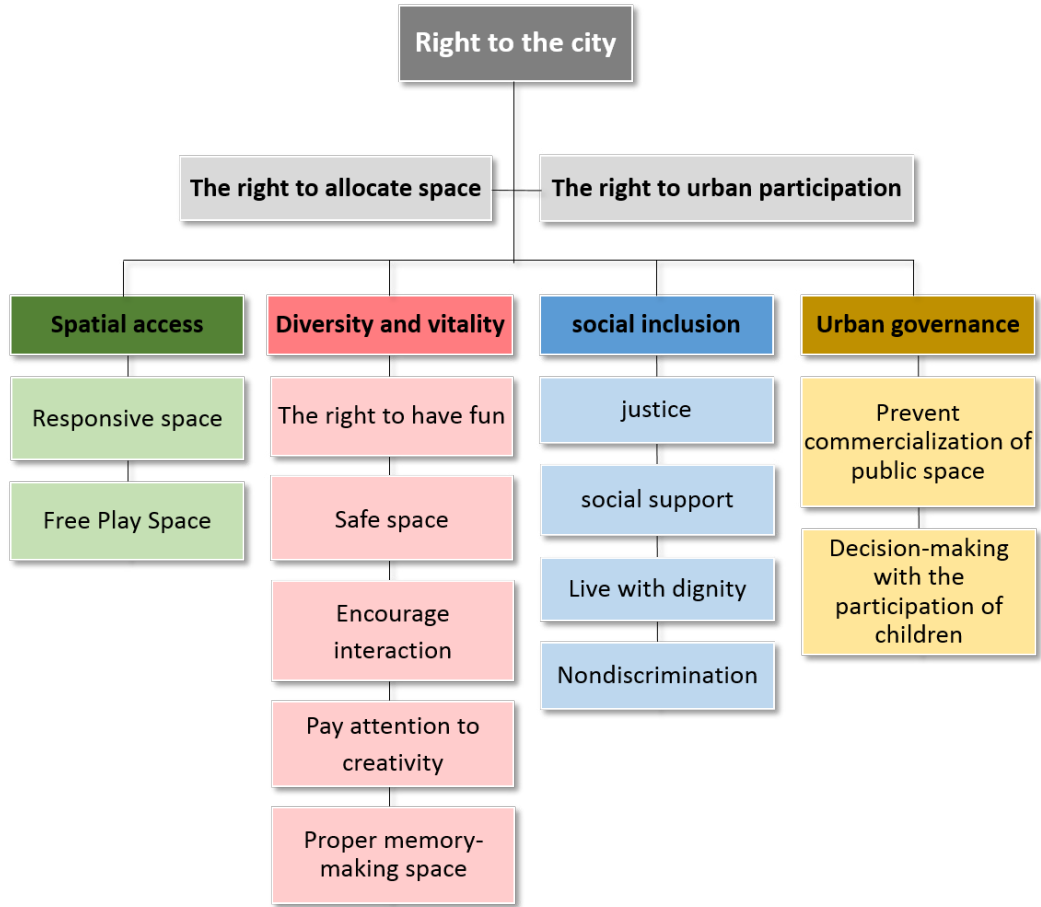 Right to the city
The right to allocate space
The right to urban participation
Spatial access
Diversity and vitality
social inclusion
Urban governance
Responsive space
Free Play Space
The right to have fun
Safe space
Encourage
interaction
Pay attention to
creativity
Proper memory-
making space
justice
social support
Live with dignity
Nondiscrimination
Prevent
commercialization of
public space
Decision-making
with the
participation of
children